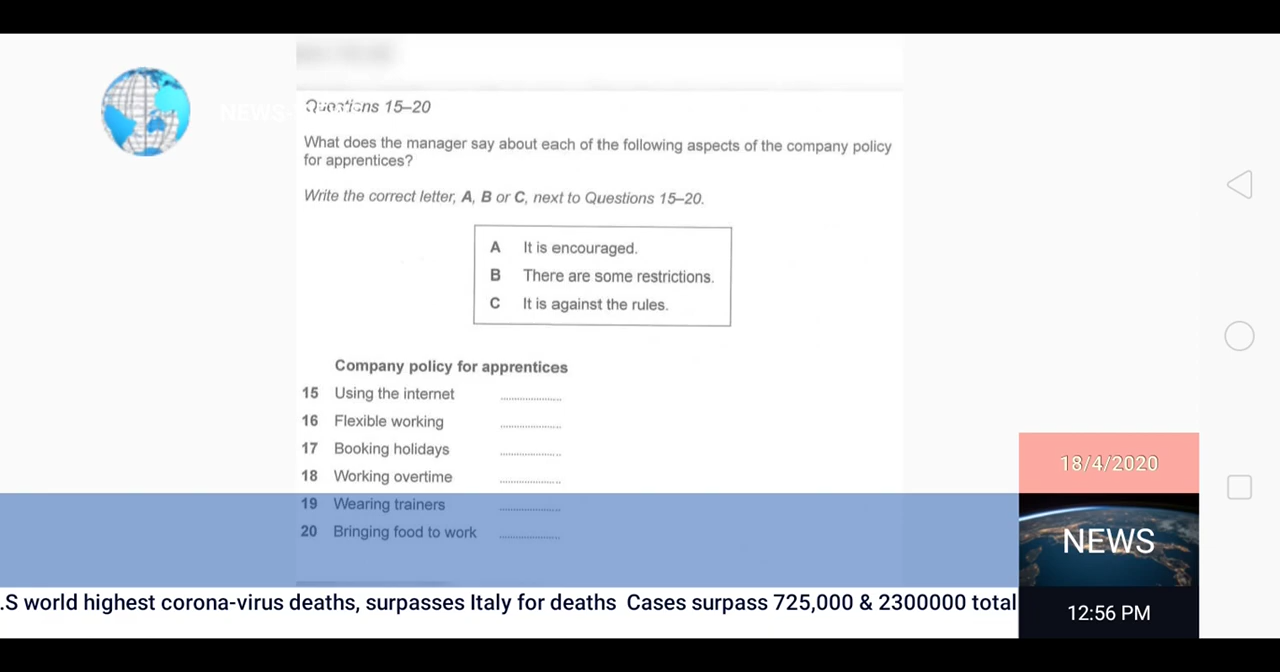 NEWS
Questions 15–20
What does the manager say about each of the following aspects of the company policy
for apprentices?
Write the correct letter, A, B or C, next to Questions 15–20.
A It is encouraged.
B There are some restrictions.
C It is against the rules.
Company policy for apprentices
15 Using the internet ....................
16 Flexible working ....................
17 Booking holidays ....................
18 Working overtime ....................
19 Wearing trainers ....................
20 Bringing food to work ....................
18/4/2020
NEWS
.S world highest corona-virus deaths, surpasses Italy for deaths Cases surpass 725,000 & 2300000 total
12:56 PM